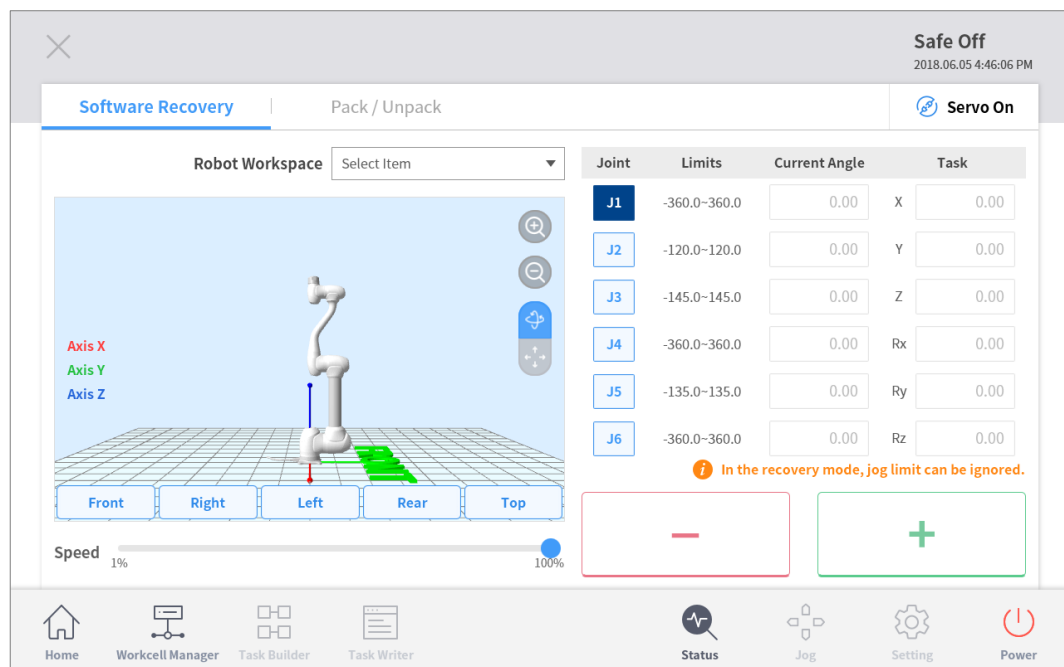 Safe Off
2018.06.05 4:46:06 PM
Software Recovery
Pack / Unpack
Servo On
Robot Workspace Select Item
Axis X
Axis Y
Axis Z
Front Right Left Rear Top
Speed
1% 100%
Joint Limits Current Angle Task
J1 -360.0~360.0 0.00 X 0.00
J2 -120.0~120.0 0.00 Y 0.00
J3 -145.0~145.0 0.00 Z 0.00
J4 -360.0~360.0 0.00 Rx 0.00
J5 -135.0~135.0 0.00 Ry 0.00
J6 -360.0~360.0 0.00 Rz 0.00
i In the recovery mode, jog limit can be ignored.
− +
Home Workcell Manager Task Builder Task Writer Status Jog Setting Power